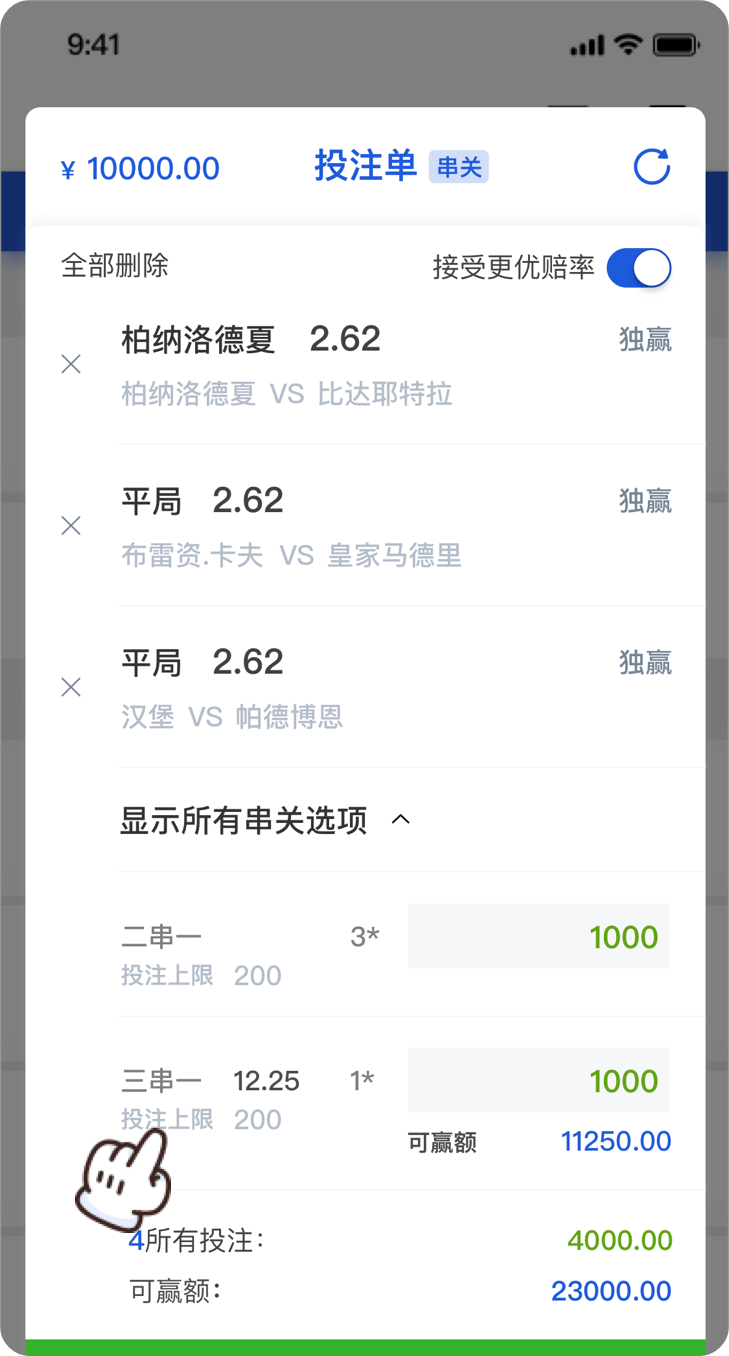 9:41
¥ 10000.00 投注单 串关
全部删除 接受更优赔率
柏纳洛德夏 2.62 独赢
柏纳洛德夏 VS 比达耶特拉
平局 2.62 独赢
布雷资.卡夫 VS 皇家马德里
平局 2.62 独赢
汉堡 VS 帕德博恩
显示所有串关选项
二串一 3* 1000
投注上限 200
三串一 12.25 1* 1000
投注上限 200
可赢额 11250.00
4所有投注: 4000.00
可赢额: 23000.00